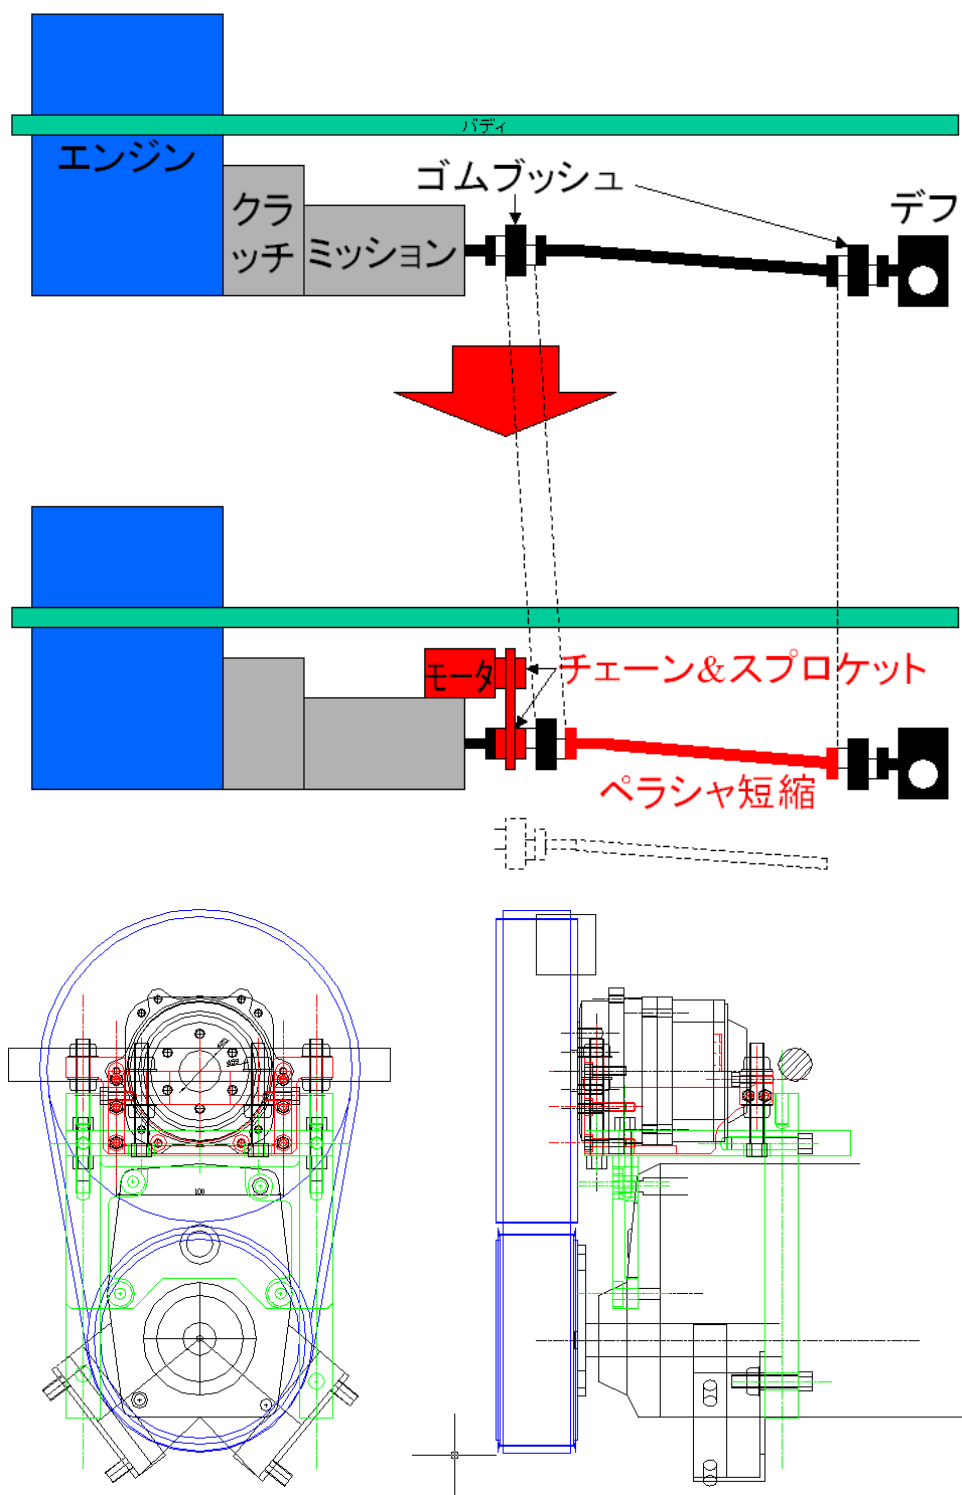 バディ
エンジン
ゴムブッシュ
デフ
クラ
ッチ
ミッション
モータ
チェーン&スプロケット
ペラシャ短縮
100